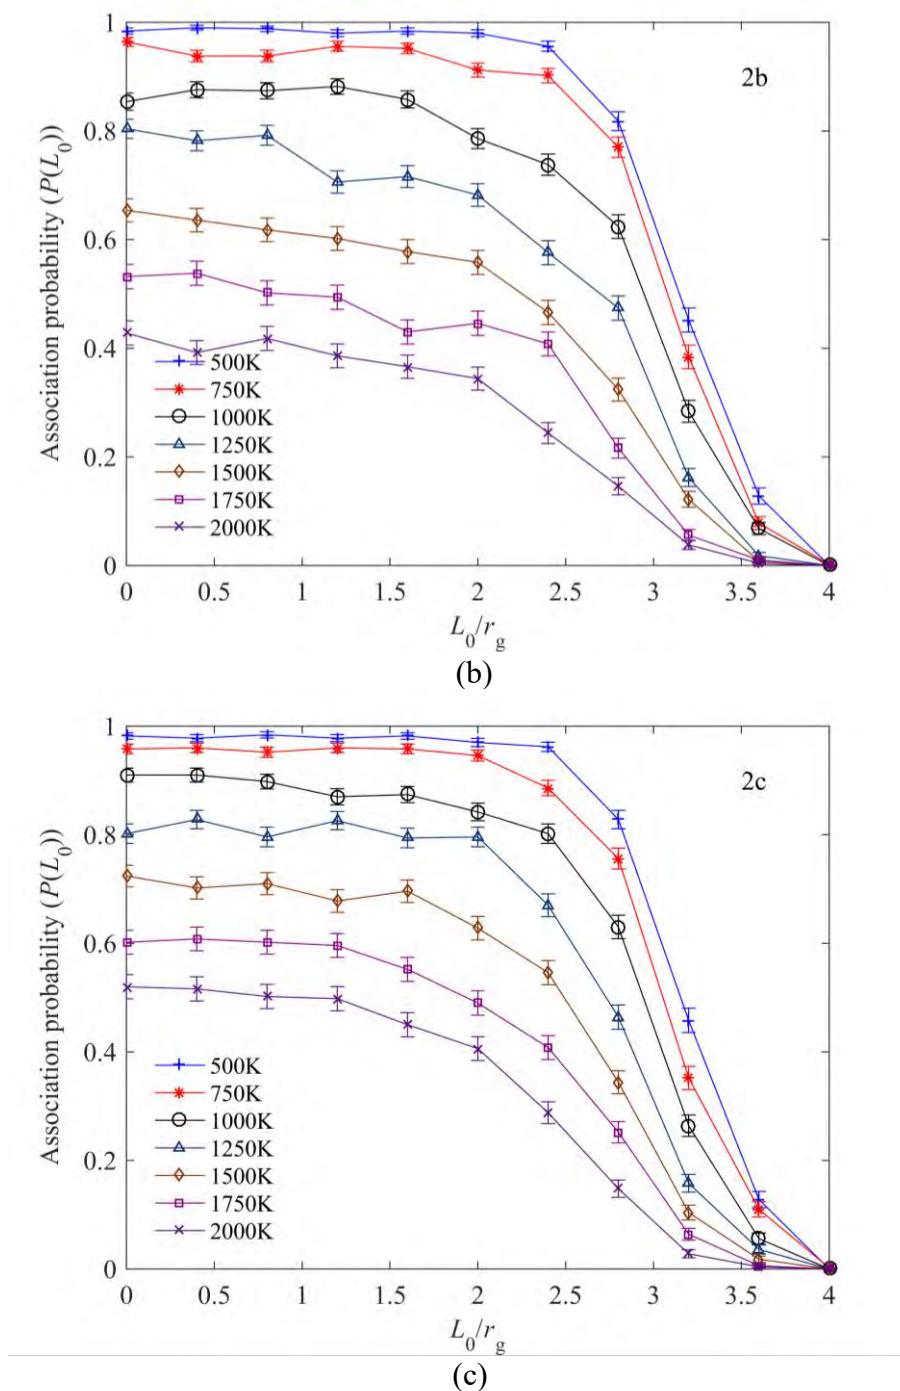 1
0.8
0.6
0.4
0.2
0
Association probability (P(L0))
2b
500K
750K
1000K
1250K
1500K
1750K
2000K
0 0.5 1 1.5 2 2.5 3 3.5 4
L0/rg
(b)
1
0.8
0.6
0.4
0.2
0
Association probability (P(L0))
2c
500K
750K
1000K
1250K
1500K
1750K
2000K
0 0.5 1 1.5 2 2.5 3 3.5 4
L0/rg
(c)